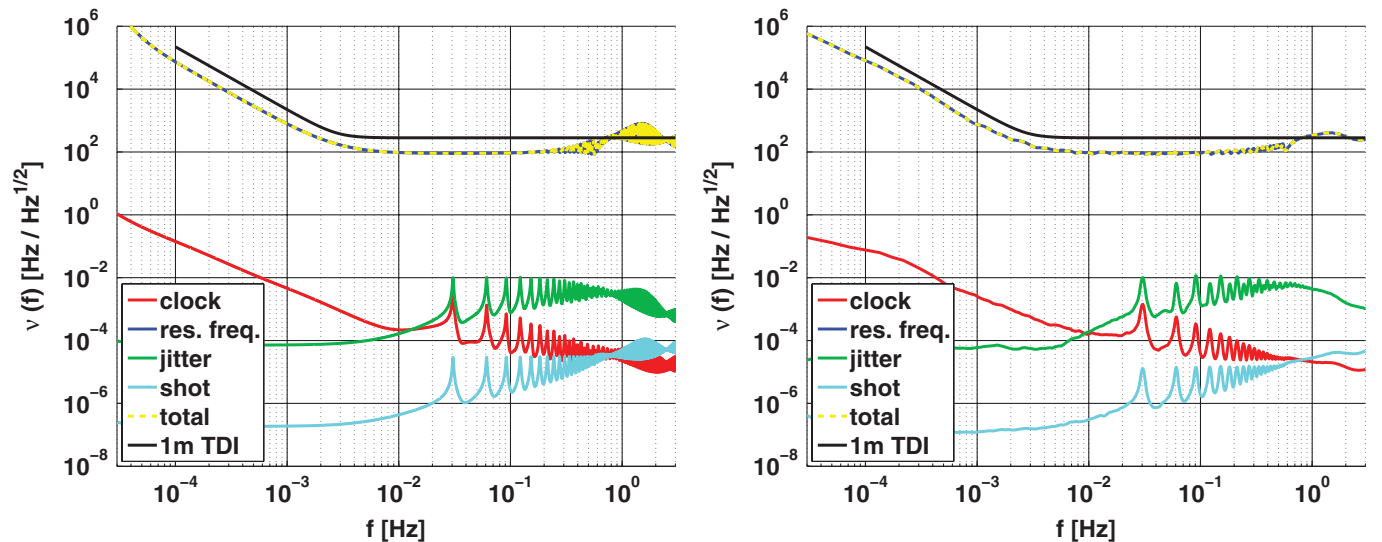 10^6
10^4
10^2
10^0
10^−2
10^−4
10^−6
10^−8
ν (f) [Hz / Hz^1/2]
clock
res. freq.
jitter
shot
total
1m TDI
10^−4
10^−3
10^−2
10^−1
10^0
f [Hz]
10^6
10^4
10^2
10^0
10^−2
10^−4
10^−6
10^−8
ν (f) [Hz / Hz^1/2]
clock
res. freq.
jitter
shot
total
1m TDI
10^−4
10^−3
10^−2
10^−1
10^0
f [Hz]